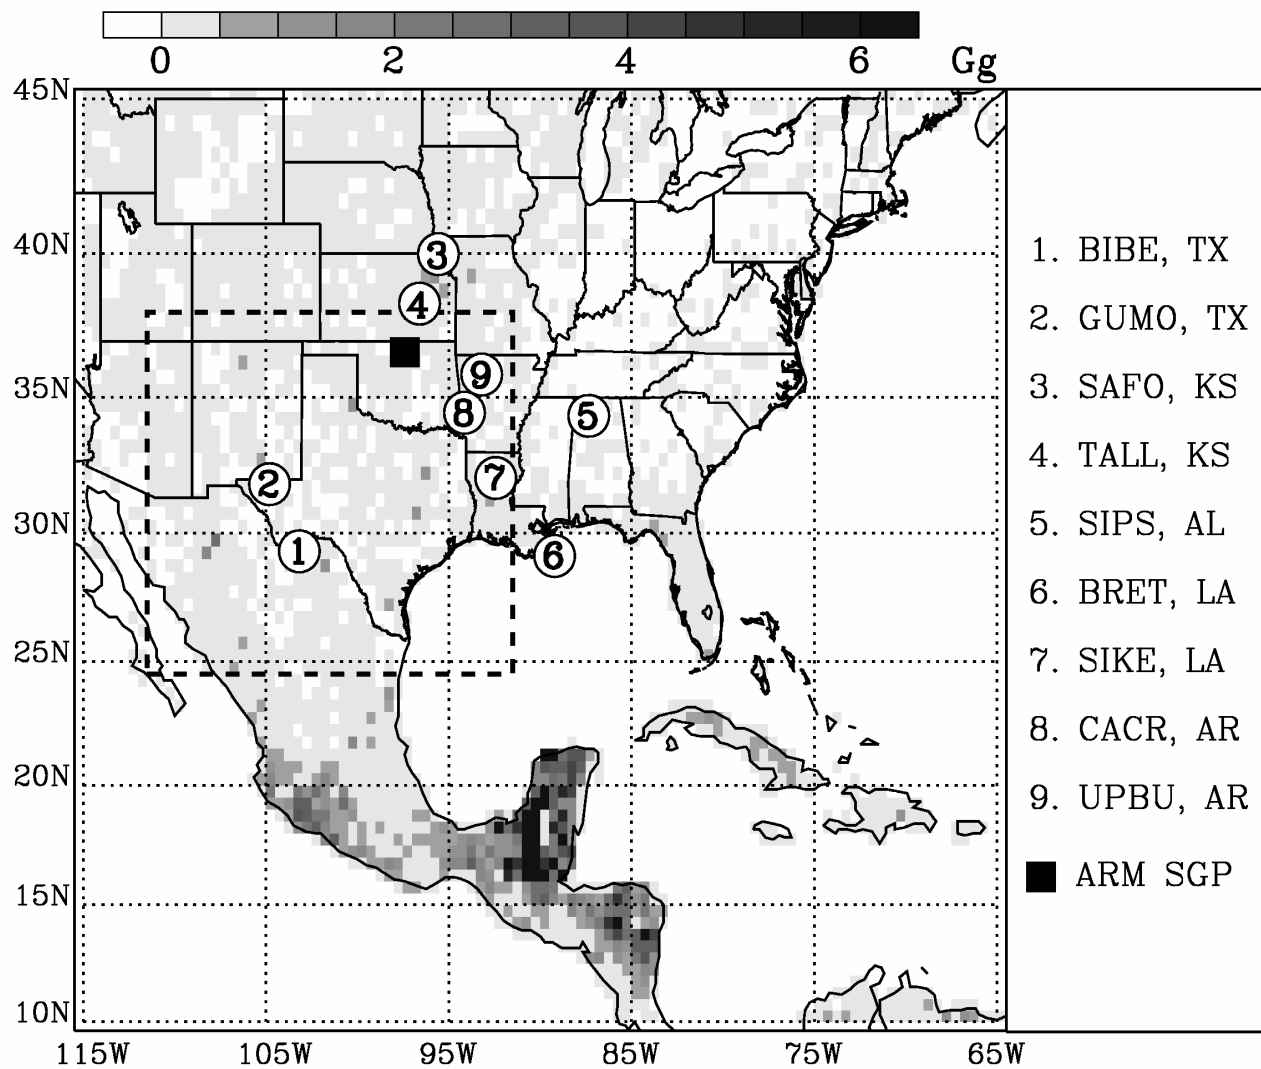 0 2 4 6 Gg
45N
40N
35N
30N
25N
20N
15N
10N
115W 105W 95W 85W 75W 65W
3
4
9
8
5
7
2
1
6
1. BIBE, TX
2. GUMO, TX
3. SAFO, KS
4. TALL, KS
5. SIPS, AL
6. BRET, LA
7. SIKE, LA
8. CACR, AR
9. UPBU, AR
ARM SGP